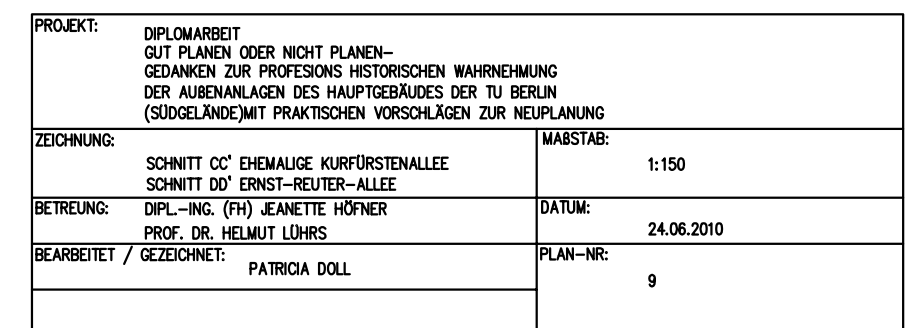 PROJEKT:
DIPLOMARBEIT
GUT PLANEN ODER NICHT PLANEN–
GEDANKEN ZUR PROFESIONS HISTORISCHEN WAHRNEHMUNG
DER AUßENANLAGEN DES HAUPTGEBÄUDES DER TU BERLIN
(SÜDGELÄNDE)MIT PRAKTISCHEN VORSCHLÄGEN ZUR NEUPLANUNG
ZEICHNUNG:
SCHNITT CC' EHEMALIGE KURFÜRSTENALLEE
SCHNITT DD' ERNST–REUTER–ALLEE
MAßSTAB:
1:150
BETREUNG:
DIPL.–ING. (FH) JEANETTE HÖFNER
PROF. DR. HELMUT LÜHRS
DATUM:
24.06.2010
BEARBEITET / GEZEICHNET:
PATRICIA DOLL
PLAN–NR:
9